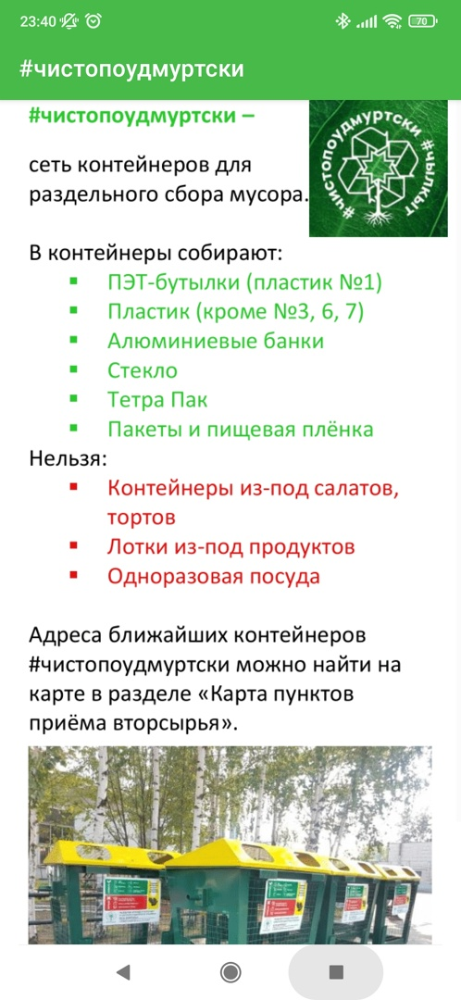 23:40
70
#чистопоудмуртски
#чистопоудмуртски –
#чистопоудмуртски #чылкыт
сеть контейнеров для
раздельного сбора мусора.
В контейнеры собирают:
▪ ПЭТ-бутылки (пластик №1)
▪ Пластик (кроме №3, 6, 7)
▪ Алюминиевые банки
▪ Стекло
▪ Тетра Пак
▪ Пакеты и пищевая плёнка
Нельзя:
▪ Контейнеры из-под салатов,
тортов
▪ Лотки из-под продуктов
▪ Одноразовая посуда
Адреса ближайших контейнеров
#чистопоудмуртски можно найти на
карте в разделе «Карта пунктов
приёма вторсырья».